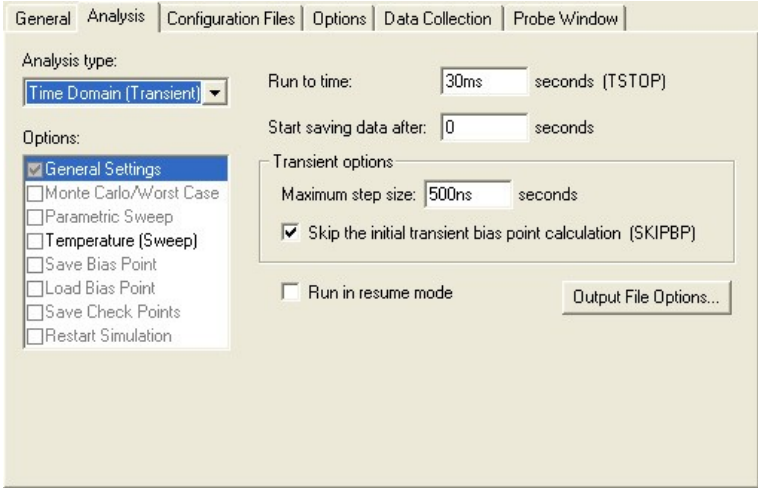 General Analysis Configuration Files Options Data Collection Probe Window
Analysis type:
Time Domain (Transient)
Options:
General Settings
Monte Carlo/Worst Case
Parametric Sweep
Temperature (Sweep)
Save Bias Point
Load Bias Point
Save Check Points
Restart Simulation
Run to time: 30ms seconds (TSTOP)
Start saving data after: 0 seconds
Transient options
Maximum step size: 500ns seconds
Skip the initial transient bias point calculation (SKIPBP)
Run in resume mode
Output File Options...